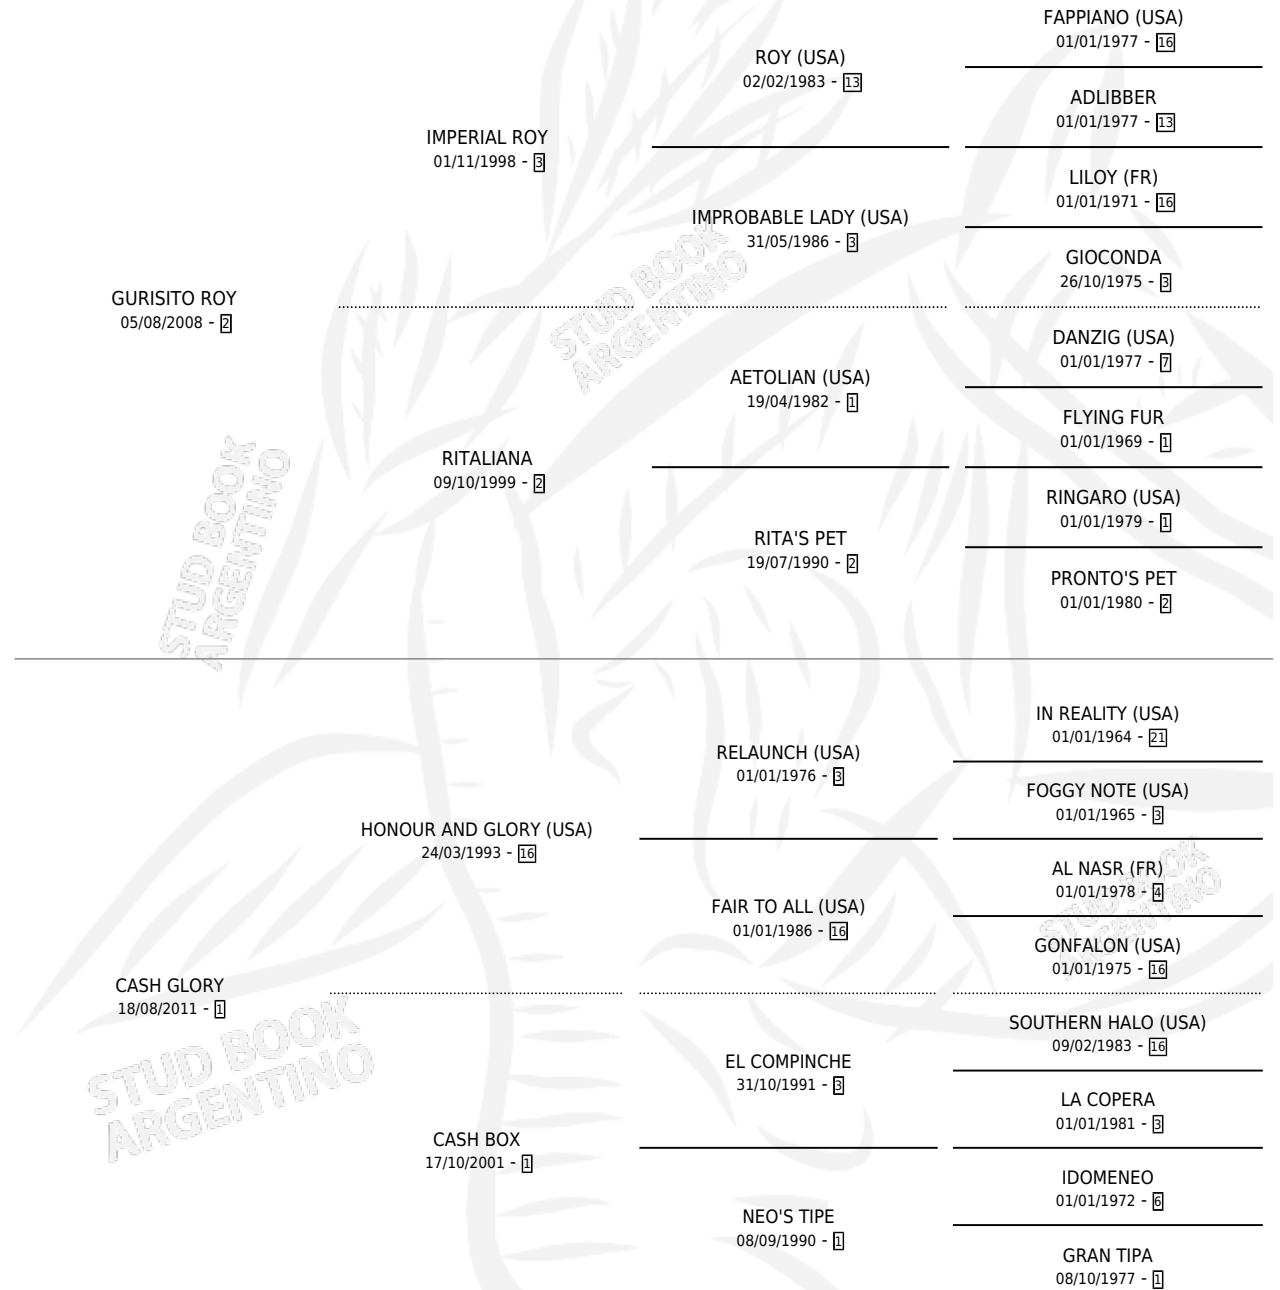 FAPPIANO (USA)
01/01/1977 - 16
ROY (USA)
02/02/1983 - 13
ADLIBBER
01/01/1977 - 13
IMPERIAL ROY
01/11/1998 - 3
LILOY (FR)
01/01/1971 - 16
IMPROBABLE LADY (USA)
31/05/1986 - 3
GIOCONDA
26/10/1975 - 3
GURISITO ROY
05/08/2008 - 2
DANZIG (USA)
01/01/1977 - 7
AETOLIAN (USA)
19/04/1982 - 1
FLYING FUR
01/01/1969 - 1
RITALIANA
09/10/1999 - 2
RINGARO (USA)
01/01/1979 - 1
RITA'S PET
19/07/1990 - 2
PRONTO'S PET
01/01/1980 - 2
STUD BOOK
ARGENTINO
STUD BOOK
ARGENTINO
IN REALITY (USA)
01/01/1964 - 21
RELAUNCH (USA)
01/01/1976 - 3
FOGGY NOTE (USA)
01/01/1965 - 3
HONOUR AND GLORY (USA)
24/03/1993 - 16
AL NASR (FR)
01/01/1978 - 4
FAIR TO ALL (USA)
01/01/1986 - 16
GONFALON (USA)
01/01/1975 - 16
STUD BOOK
ARGENTINO
CASH GLORY
18/08/2011 - 1
SOUTHERN HALO (USA)
09/02/1983 - 16
EL COMPINCHE
31/10/1991 - 3
LA COPERA
01/01/1981 - 3
CASH BOX
17/10/2001 - 1
IDOMENEO
01/01/1972 - 6
NEO'S TIPE
08/09/1990 - 1
GRAN TIPA
08/10/1977 - 1
STUD BOOK
ARGENTINO